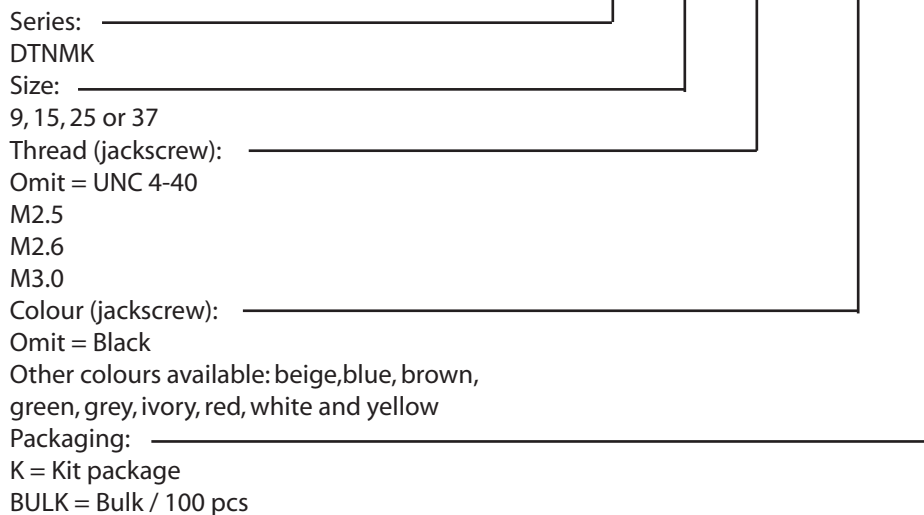 Series:
DTNMK
Size:
9, 15, 25 or 37
Thread (jackscrew):
Omit = UNC 4-40
M2.5
M2.6
M3.0
Colour (jackscrew):
Omit = Black
Other colours available: beige,blue, brown,
green, grey, ivory, red, white and yellow
Packaging:
K = Kit package
BULK = Bulk / 100 pcs